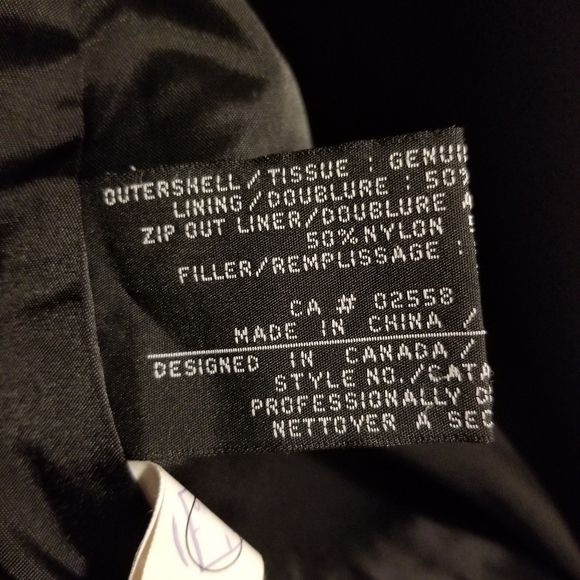 OUTERSHELL/TISSUE : GENU
LINING/DOUBLURE : 50%
ZIP OUT LINER/DOUBLURE
50% NYLON
FILLER/REMPLISSAGE :
CA # 02558
MADE IN CHINA /
DESIGNED IN CANADA /
STYLE NO./CATA
PROFESSIONALLY D
NETTOYER A SEC